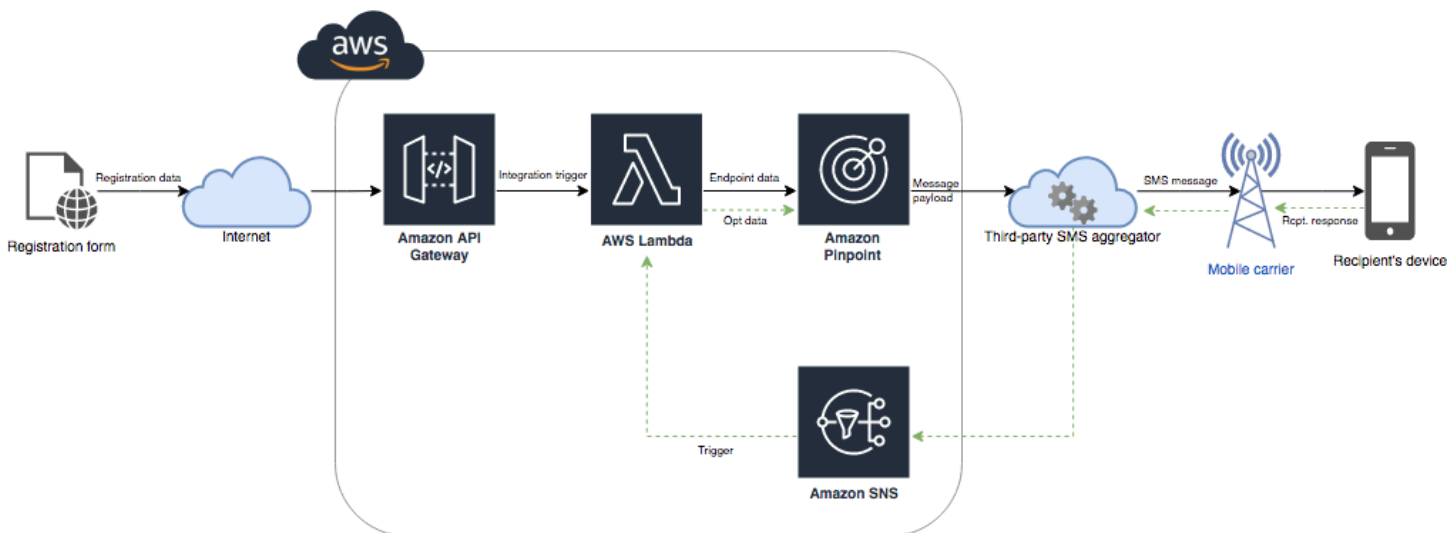 aws
Registration data
Registration form
Internet
Amazon API
Gateway
Integration trigger
AWS Lambda
Endpoint data
Opt data
Amazon
Pinpoint
Message
payload
Third-party SMS aggregator
SMS message
Mobile carrier
Rcpt. response
Recipient's device
Trigger
Amazon SNS